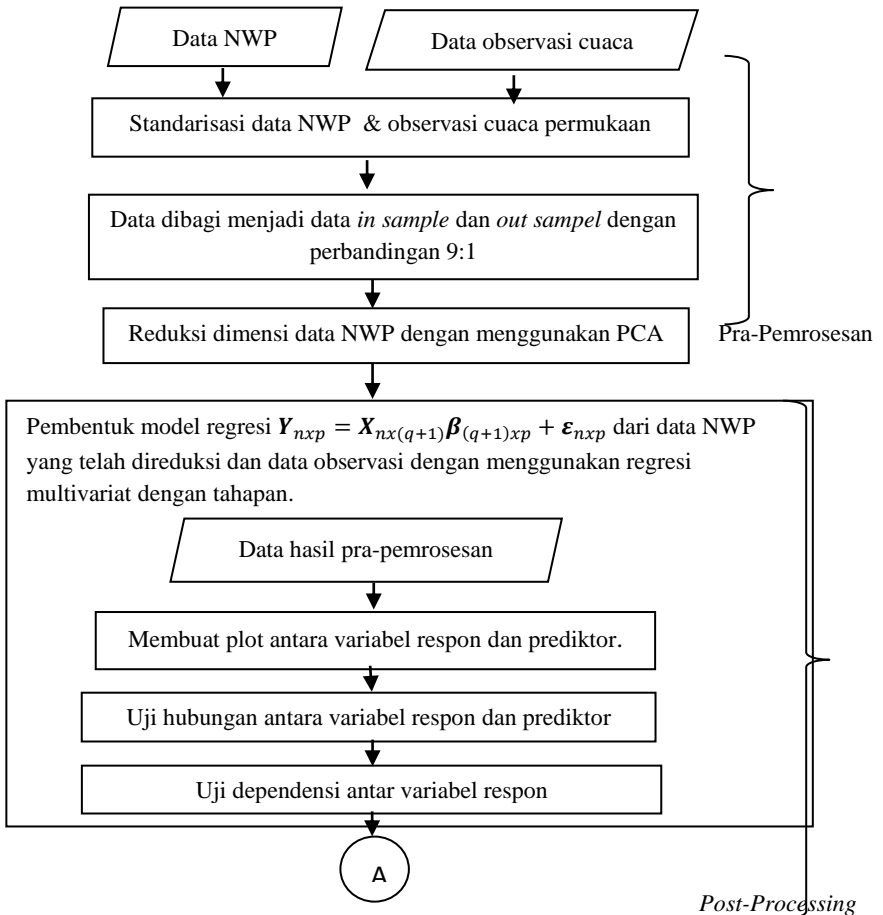 Data NWP
Data observasi cuaca
Standarisasi data NWP & observasi cuaca permukaan
Data dibagi menjadi data in sample dan out sampel dengan
perbandingan 9:1
Reduksi dimensi data NWP dengan menggunakan PCA
Pra-Pemrosesan
Pembentuk model regresi Y_{nxp} = X_{nx(q+1)}β_{(q+1)xp} + ε_{nxp} dari data NWP
yang telah direduksi dan data observasi dengan menggunakan regresi
multivariat dengan tahapan.
Data hasil pra-pemrosesan
Membuat plot antara variabel respon dan prediktor.
Uji hubungan antara variabel respon dan prediktor
Uji dependensi antar variabel respon
A
Post-Processing